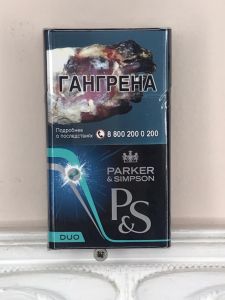 ГАНГРЕНА
Подробнее
о последствиях
8 800 200 0 200
PARKER
& SIMPSON
P&S
DUO